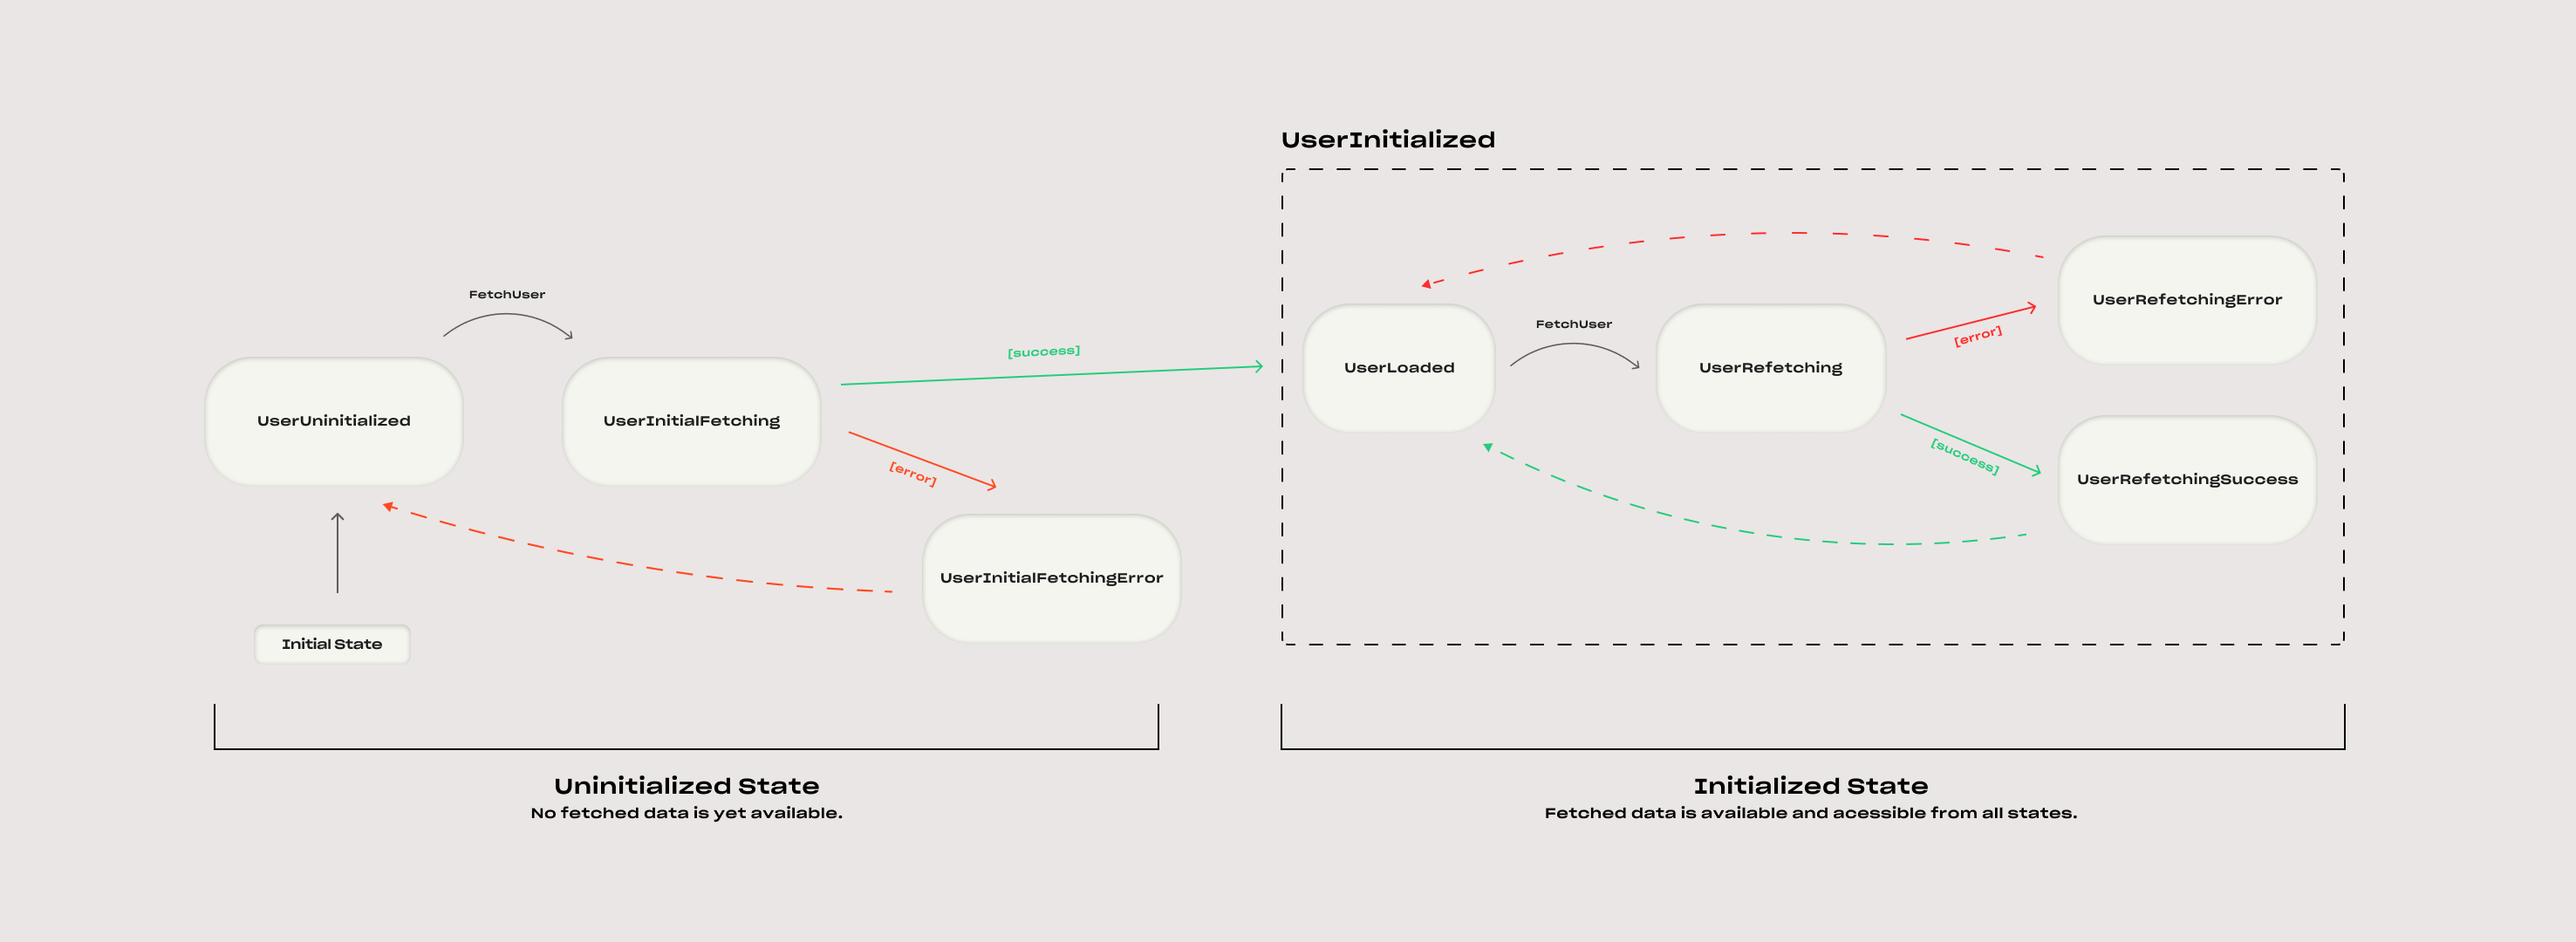 UserInitialized
FetchUser
[success]
FetchUser
UserRefetchingError
[error]
UserLoaded
UserRefetching
UserUninitialized
UserInitialFetching
[error]
[success]
UserRefetchingSuccess
UserInitialFetchingError
Initial State
Uninitialized State
No fetched data is yet available.
Initialized State
Fetched data is available and acessible from all states.